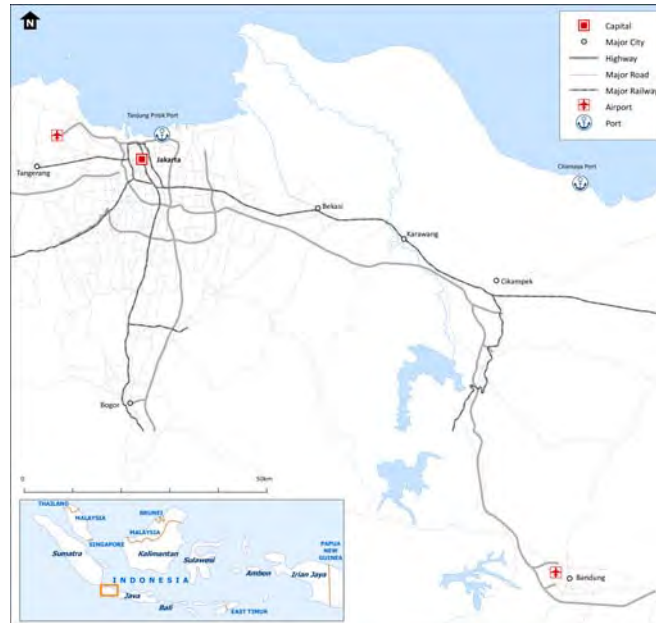 N
Capital
Major City
Highway
Major Road
Major Railway
Airport
Port
Tanjung Priok Port
Jakarta
Tangerang
Cilamaya Port
Bekasi
Karawang
Cikampek
Bogor
0
50km
Bandung
THAILAND
MALAYSIA
BRUNEI
MALAYSIA
SINGAPORE
PAPUA
NEW
GUINEA
Sumatra
Kalimantan
Sulawesi
Ambon
Irian Jaya
INDONESIA
Java
Bali
EAST TIMUR